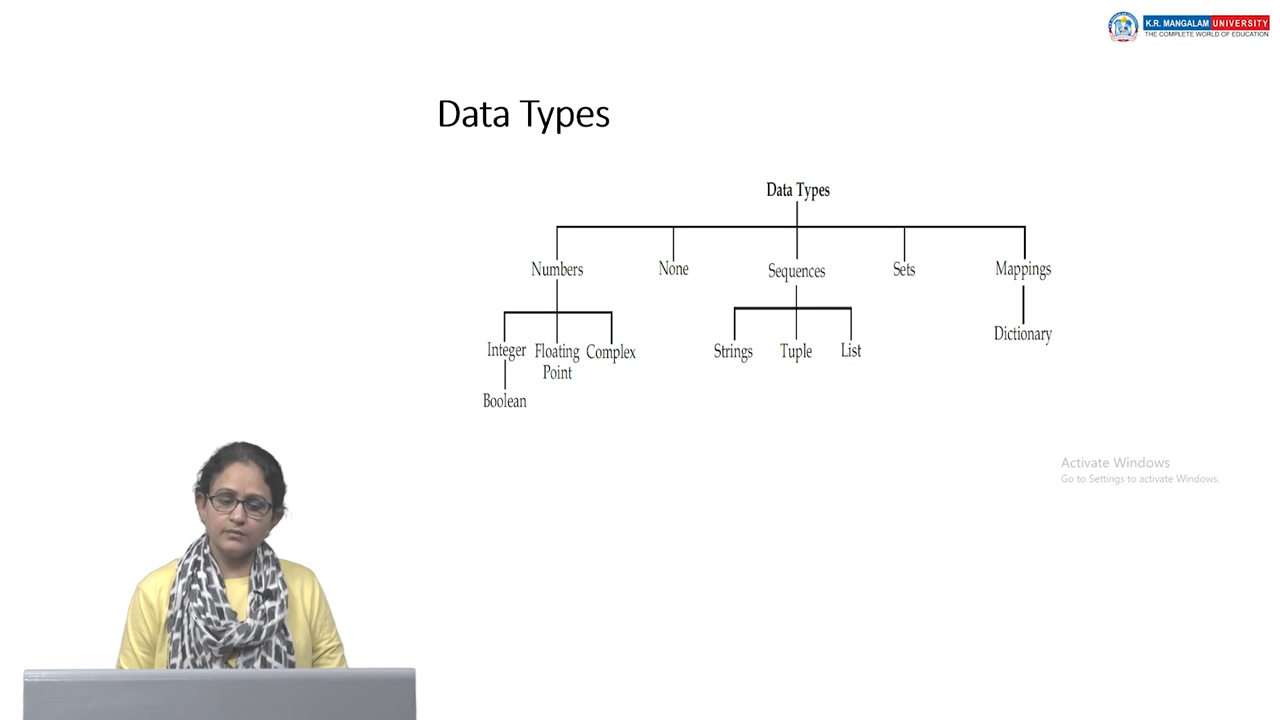 K.R. MANGALAM UNIVERSITY
THE COMPLETE WORLD OF EDUCATION
Data Types
Data Types
Numbers None Sequences Sets Mappings
Integer Floating Point Complex Strings Tuple List Dictionary
Boolean
Activate Windows
Go to Settings to activate Windows.